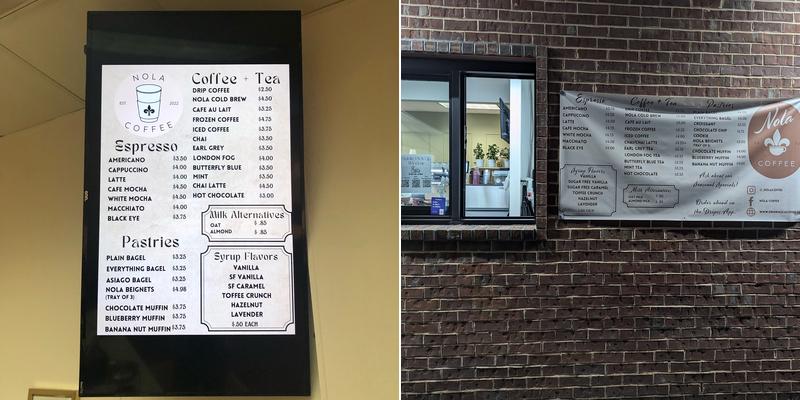 NOLA
EST
2022
COFFEE
Coffee + Tea
DRIP COFFEE $2.50
NOLA COLD BREW $4.50
CAFE AU LAIT $3.25
FROZEN COFFEE $4.75
ICED COFFEE $3.75
CHAI $3.50
EARL GREY $3.50
LONDON FOG $4.00
BUTTERFLY BLUE $3.50
MINT $3.50
CHAI LATTE $4.50
HOT CHOCOLATE $3.00
Espresso
AMERICANO $3.50
CAPPUCCINO $4.00
LATTE $4.00
CAFE MOCHA $4.50
WHITE MOCHA $4.50
MACCHIATO $4.00
BLACK EYE $3.75
Milk Alternatives
OAT $ .85
ALMOND $ .85
Pastries
PLAIN BAGEL $3.25
EVERYTHING BAGEL $3.25
ASIAGO BAGEL $3.25
NOLA BEIGNETS $4.98
(TRAY OF 3)
CHOCOLATE MUFFIN $3.75
BLUEBERRY MUFFIN $3.75
BANANA NUT MUFFIN $3.75
Syrup Flavors
VANILLA
SF VANILLA
SF CARAMEL
TOFFEE CRUNCH
HAZELNUT
LAVENDER
$.50 EACH
Espresso
AMERICANO
CAPPUCCINO
LATTE
CAFE MOCHA
WHITE MOCHA
MACCHIATO
BLACK EYE
Coffee + Tea
DRIP COFFEE
NOLA COLD BREW
CAFE AU LAIT
FROZEN COFFEE
ICED COFFEE
CHAI/CHAI LATTE
EARL GREY TEA
LONDON FOG TEA
BUTTERFLY BLUE TEA
MINT TEA
HOT CHOCOLATE
Pastries
EVERYTHING BAGEL
CROISSANT
CHOCOLATE CHIP
COOKIE
NOLA BEIGNETS
(TRAY OF 3)
CHOCOLATE MUFFIN
BLUEBERRY MUFFIN
BANANA NUT MUFFIN
Syrup Flavors
VANILLA
SUGAR FREE VANILLA
SUGAR FREE CARAMEL
TOFFEE CRUNCH
HAZELNUT
LAVENDER
Milk Alternatives
OAT MILK
ALMOND MILK
Ask about our
Seasonal Specials!
Order ahead on
the Dripos App
Nola
COFFEE
NOLA COFFEE